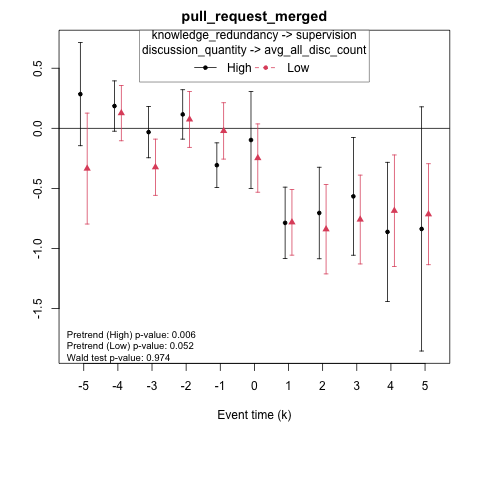 pull_request_merged
knowledge_redundancy -> supervision
discussion_quantity -> avg_all_disc_count
High Low
0.5
0.0
-0.5
-1.0
-1.5
Pretrend (High) p-value: 0.006
Pretrend (Low) p-value: 0.052
Wald test p-value: 0.974
-5 -4 -3 -2 -1 0 1 2 3 4 5
Event time (k)